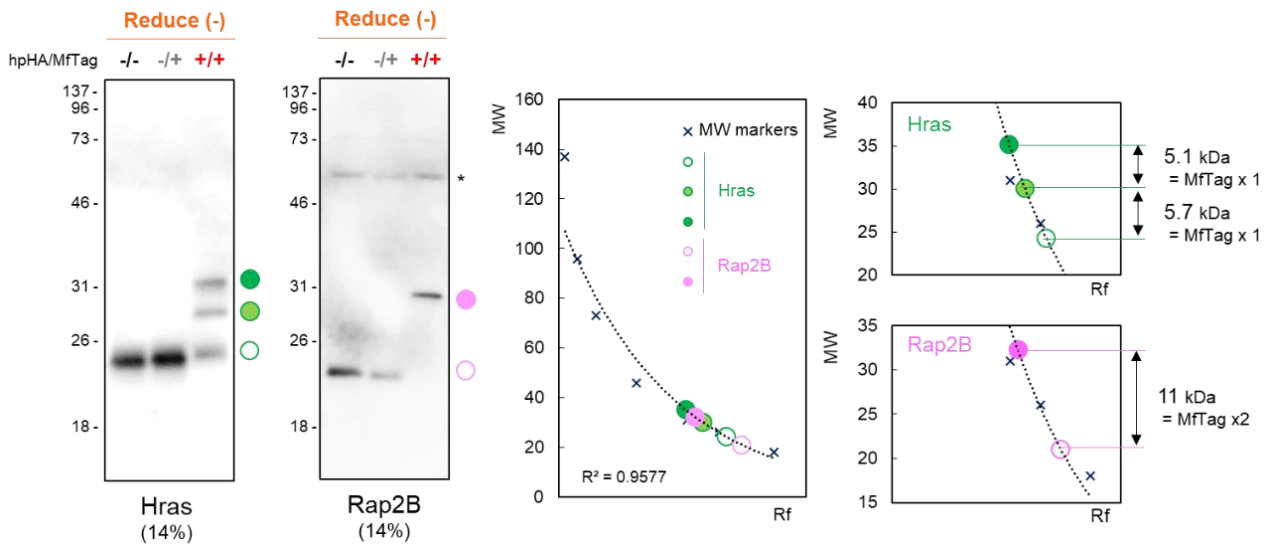 Reduce (-)
hpHA/MfTag -/- -/+ +/+
137 -
96 -
73 -
46 -
31 -
26 -
18 -
Hras
(14%)
Reduce (-)
-/- -/+ +/+
137 -
96 -
73 -
46 -
31 -
26 -
18 -
*
Rap2B
(14%)
MW
160
140
120
100
80
60
40
20
0
× MW markers
Hras
Rap2B
R² = 0.9577
Rf
MW
40
35
30
25
20
Hras
Rf
5.1 kDa
= MfTag x 1
5.7 kDa
= MfTag x 1
MW
35
30
25
20
15
Rap2B
Rf
11 kDa
= MfTag x2